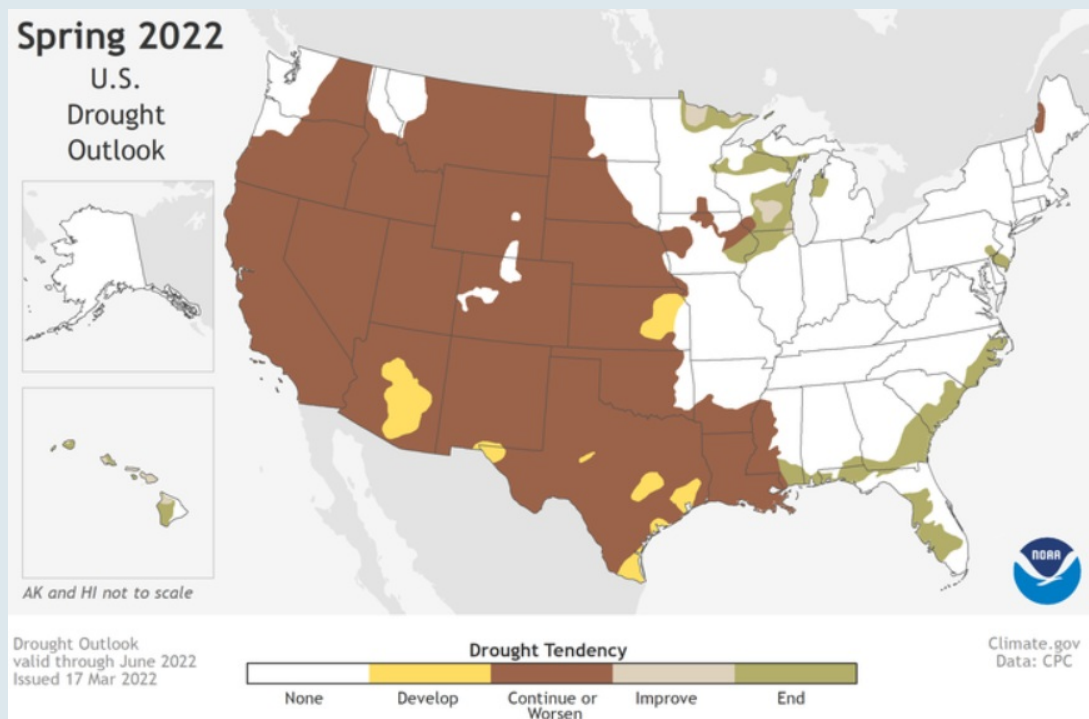 Spring 2022
U.S.
Drought
Outlook
AK and HI not to scale
NOAA
Drought Outlook
valid through June 2022
Issued 17 Mar 2022
Drought Tendency
None
Develop
Continue or
Worsen
Improve
End
Climate.gov
Data: CPC